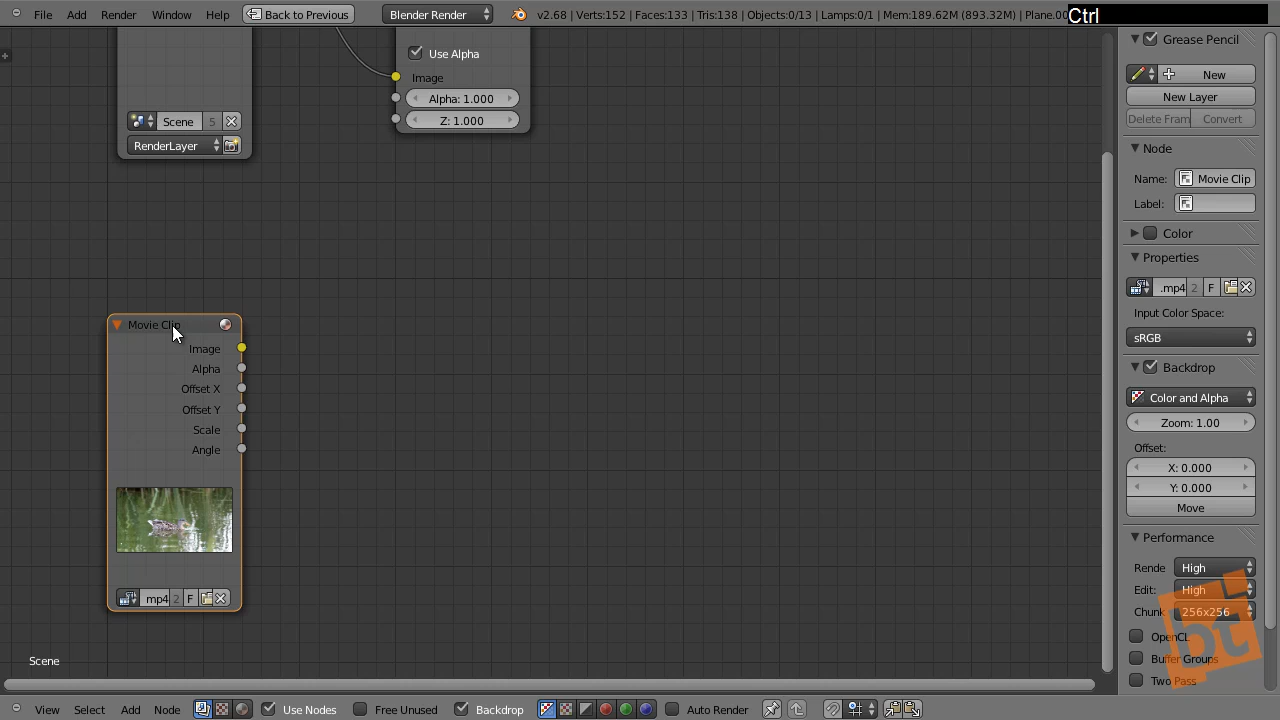 File Add Render Window Help Back to Previous Blender Render v2.68 | Verts:152 | Faces:133 | Tris:138 | Objects:0/13 | Lamps:0/1 | Mem:189.62M (893.32M) | Plane.00 Ctrl
Use Alpha
Image
Alpha: 1.000
Z: 1.000
Scene 5
RenderLayer
Movie Clip
Image
Alpha
Offset X
Offset Y
Scale
Angle
mp4 2 F
Scene
Grease Pencil
New
New Layer
Delete Fram Convert
Node
Name: Movie Clip
Label:
Color
Properties
.mp4 2 F
Input Color Space:
sRGB
Backdrop
Color and Alpha
Zoom: 1.00
Offset:
X: 0.000
Y: 0.000
Move
Performance
Rende High
Edit: High
Chunk 256x256
OpenCL
Buffer Groups
Two Pass
bt
View Select Add Node Use Nodes Free Unused Backdrop Auto Render